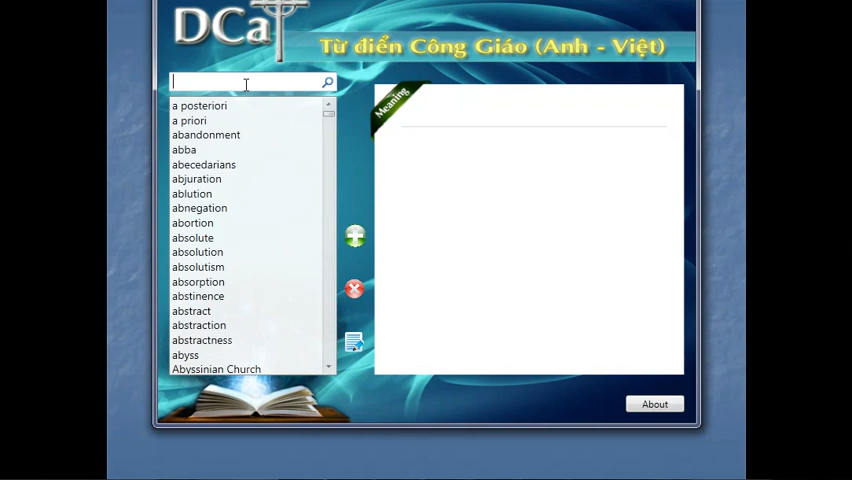 DCat
Từ điển Công Giáo (Anh - Việt)
Meaning
a posteriori
a priori
abandonment
abba
abecedarians
abjuration
ablution
abnegation
abortion
absolute
absolution
absolutism
absorption
abstinence
abstract
abstraction
abstractness
abyss
Abyssinian Church
About